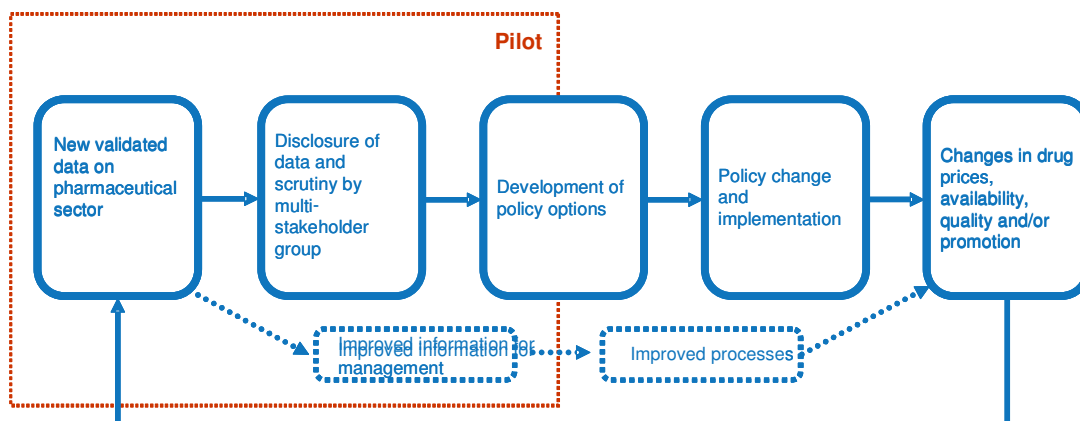 Pilot
New validated
data on
pharmaceutical
sector
Disclosure of
data and
scrutiny by
multi-
stakeholder
group
Development of
policy options
Policy change
and
implementation
Changes in drug
prices,
availability,
quality and/or
promotion
Improved information for
management
Improved processes